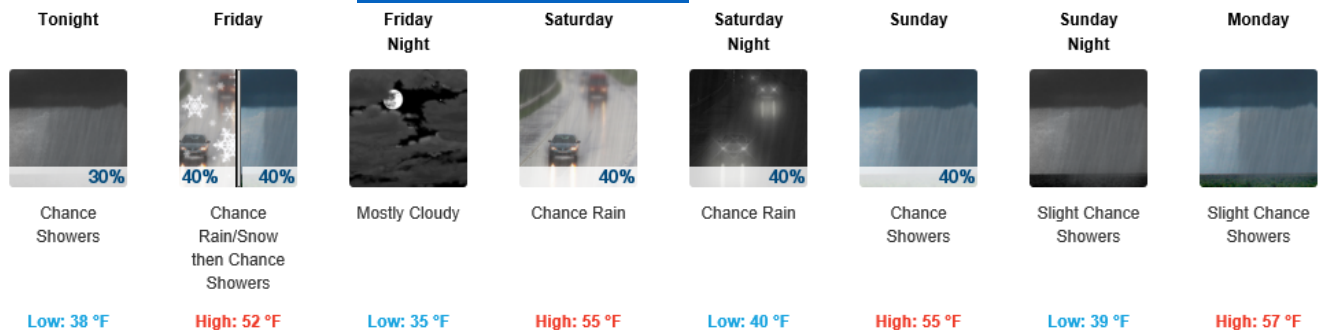 Tonight
Friday
Friday
Night
Saturday
Saturday
Night
Sunday
Sunday
Night
Monday
30%
40%
40%
40%
40%
40%
Chance
Showers
Chance
Rain/Snow
then Chance
Showers
Mostly Cloudy
Chance Rain
Chance Rain
Chance
Showers
Slight Chance
Showers
Slight Chance
Showers
Low: 38 °F
High: 52 °F
Low: 35 °F
High: 55 °F
Low: 40 °F
High: 55 °F
Low: 39 °F
High: 57 °F